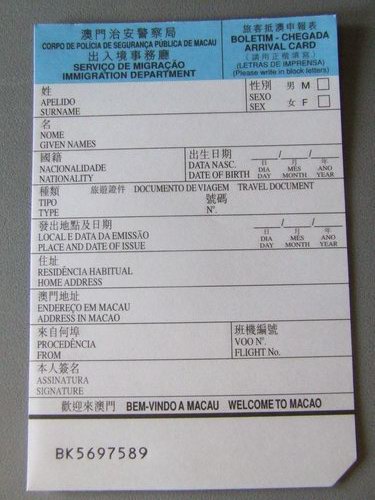 澳門治安警察局
CORPO DE POLÍCIA DE SEGURANÇA PÚBLICA DE MACAU
出入境事務廳
SERVIÇO DE MIGRAÇÃO
IMMIGRATION DEPARTMENT
旅客抵澳申報表
BOLETIM - CHEGADA
ARRIVAL CARD
(請用正楷填寫)
(LETRAS DE IMPRENSA)
(Please write in block letters)
姓
APELIDO
SURNAME
性別 男 M
SEXO
SEX 女 F
名
NOME
GIVEN NAMES
國籍
NACIONALIDADE
NATIONALITY
出生日期 / /
DATA NASC. 日 月 年
DATE OF BIRTH DIA MÊS ANO
DAY MONTH YEAR
種類 旅遊證件 DOCUMENTO DE VIAGEM TRAVEL DOCUMENT
TIPO 號碼
TYPE Nº.
發出地點及日期 / /
LOCAL E DATA DA EMISSÃO 日 月 年
PLACE AND DATE OF ISSUE DIA MÊS ANO
DAY MONTH YEAR
住址
RESIDÊNCIA HABITUAL
HOME ADDRESS
澳門地址
ENDEREÇO EM MACAU
ADDRESS IN MACAO
來自何埠
PROCEDÊNCIA
FROM
班機編號
VOO Nº.
FLIGHT No.
本人簽名
ASSINATURA
SIGNATURE
歡迎來澳門 BEM-VINDO A MACAU WELCOME TO MACAO
BK5697589